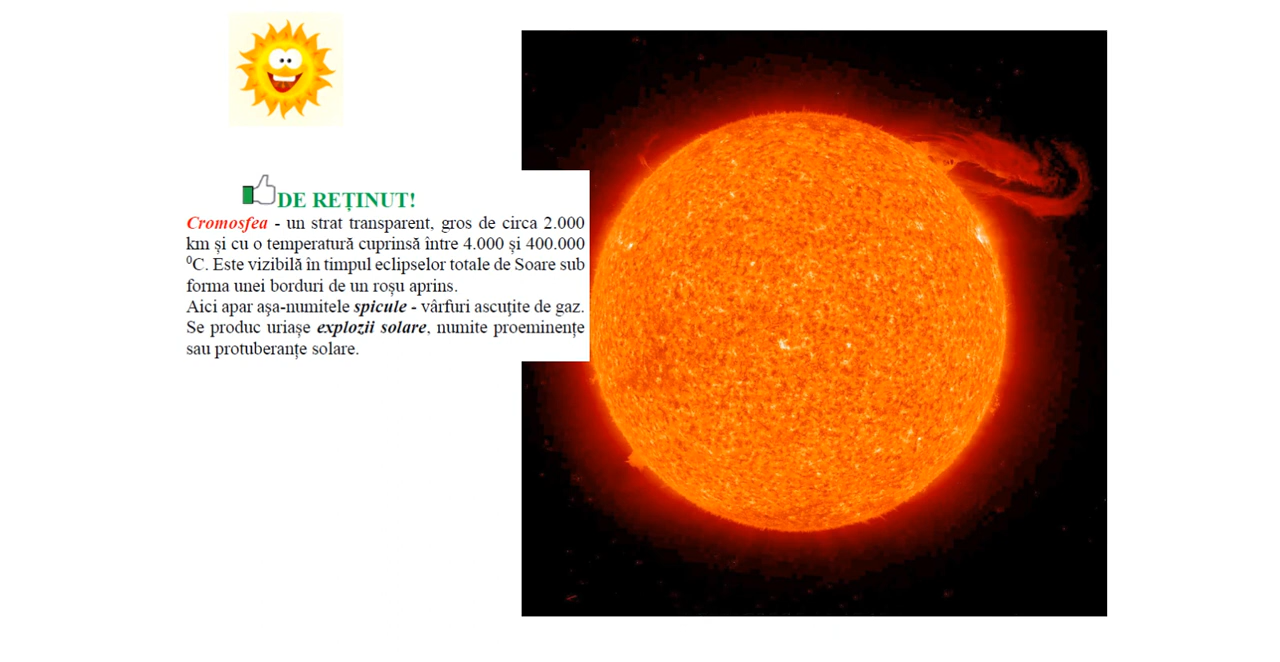 DE REȚINUT!
Cromosfea - un strat transparent, gros de circa 2.000
km și cu o temperatură cuprinsă între 4.000 și 400.000
⁰C. Este vizibilă în timpul eclipselor totale de Soare sub
forma unei borduri de un roșu aprins.
Aici apar așa-numitele spicule - vârfuri ascuțite de gaz.
Se produc uriașe explozii solare, numite proeminențe
sau protuberanțe solare.